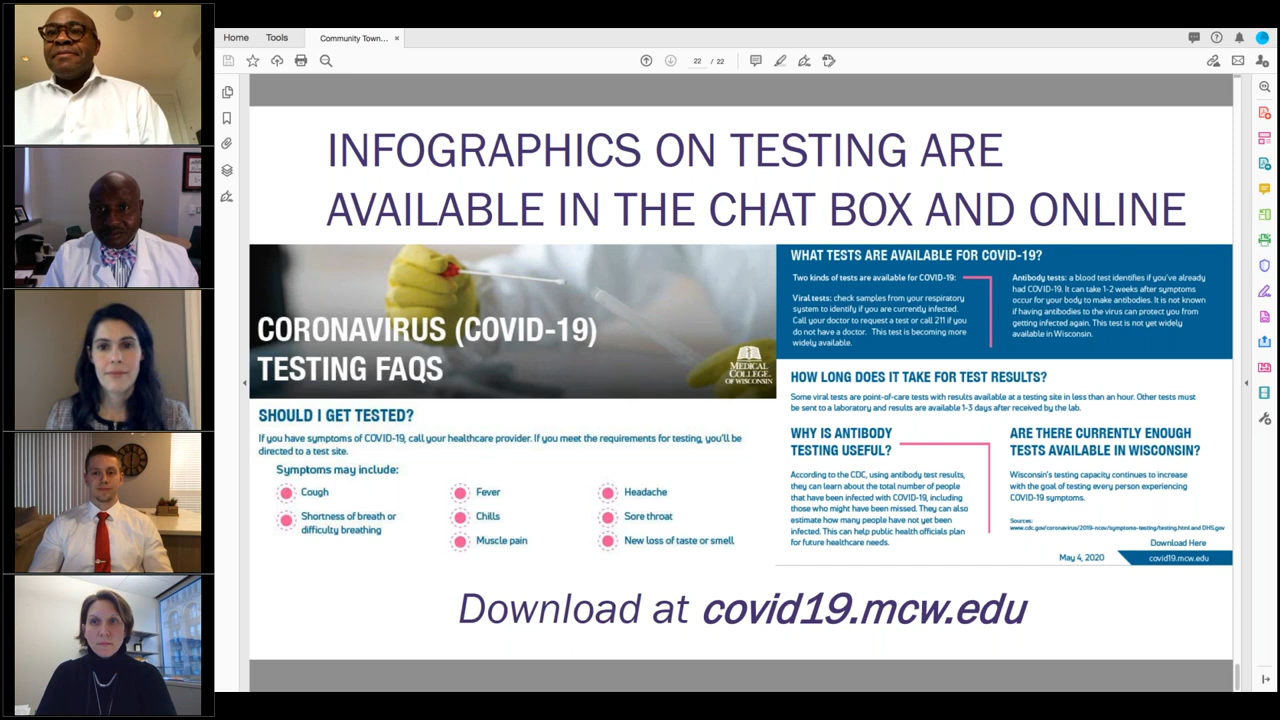 Home Tools Community Town... ×
22 / 22
INFOGRAPHICS ON TESTING ARE
AVAILABLE IN THE CHAT BOX AND ONLINE
CORONAVIRUS (COVID-19)
TESTING FAQS
MEDICAL
COLLEGE
OF WISCONSIN
SHOULD I GET TESTED?
If you have symptoms of COVID-19, call your healthcare provider. If you meet the requirements for testing, you'll be
directed to a test site.
Symptoms may include:
Cough
Shortness of breath or
difficulty breathing
Fever
Chills
Muscle pain
Headache
Sore throat
New loss of taste or smell
WHAT TESTS ARE AVAILABLE FOR COVID-19?
Two kinds of tests are available for COVID-19:
Viral tests: check samples from your respiratory
system to identify if you are currently infected.
Call your doctor to request a test or call 211 if you
do not have a doctor. This test is becoming more
widely available.
Antibody tests: a blood test identifies if you've already
had COVID-19. It can take 1-2 weeks after symptoms
occur for your body to make antibodies. It is not known
if having antibodies to the virus can protect you from
getting infected again. This test is not yet widely
available in Wisconsin.
HOW LONG DOES IT TAKE FOR TEST RESULTS?
Some viral tests are point-of-care tests with results available at a testing site in less than an hour. Other tests must
be sent to a laboratory and results are available 1-3 days after received by the lab.
WHY IS ANTIBODY
TESTING USEFUL?
According to the CDC, using antibody test results,
they can learn about the total number of people
that have been infected with COVID-19, including
those who might have been missed. They can also
estimate how many people have not yet been
infected. This can help public health officials plan
for future healthcare needs.
ARE THERE CURRENTLY ENOUGH
TESTS AVAILABLE IN WISCONSIN?
Wisconsin's testing capacity continues to increase
with the goal of testing every person experiencing
COVID-19 symptoms.
Sources:
www.cdc.gov/coronavirus/2019-ncov/symptoms-testing/testing.html and DHS.gov
Download Here
May 4, 2020
covid19.mcw.edu
Download at covid19.mcw.edu